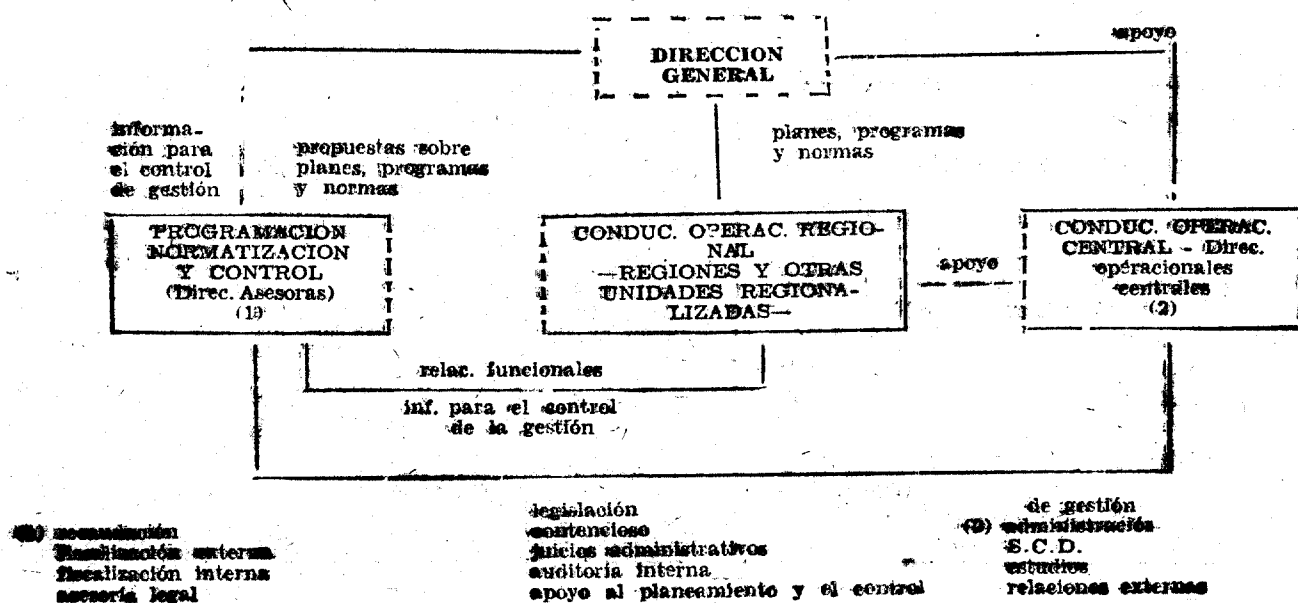 apoyo
DIRECCION
GENERAL
informa-
ción para
el control
de gestión
propuestas sobre
planes, programas
y normas
planes, programas
y normas
PROGRAMACION
NORMATIZACION
Y CONTROL
(Direc. Asesoras)
(1)
CONDUC. OPERAC. REGIO-
NAL
—REGIONES Y OTRAS
UNIDADES REGIONA-
LIZADAS—
apoyo
CONDUC. OPERAC.
CENTRAL - Direc.
operacionales
centrales
(2)
relac. funcionales
inf. para el control
de la gestión
(1) recaudación
fiscalización externa
fiscalización interna
asesoría legal
legislación
contencioso
juicios administrativos
auditoría interna
apoyo al planeamiento y el control
de gestión
(2) administración
S.C.D.
estudios
relaciones externas